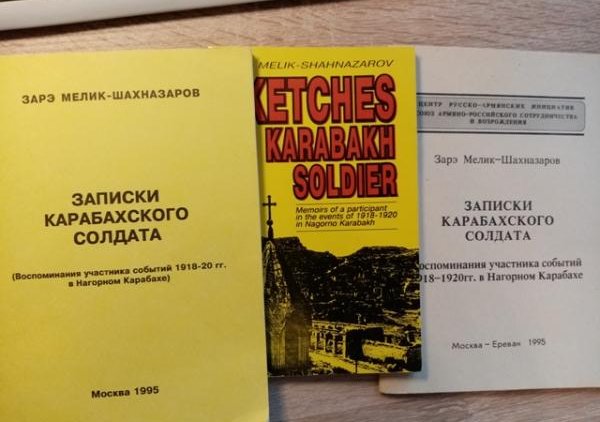 ЗАРЭ МЕЛИК-ШАХНАЗАРОВ
ЗАПИСКИ
КАРАБАХСКОГО
СОЛДАТА
(Воспоминания участника событий 1918-20 гг.
в Нагорном Карабахе)
Москва 1995
MELIK-SHAHNAZAROV
KETCHES
KARABAKH
SOLDIER
Memoirs of a participant
in the events of 1918-1920
in Nagorno Karabakh
ЦЕНТР РУССКО-АРМЯНСКИХ ИНИЦИАТИВ
СОЮЗ АРМЯНО-РОССИЙСКОГО СОТРУДНИЧЕСТВА
И ВОЗРОЖДЕНИЯ
Зарэ Мелик-Шахназаров
ЗАПИСКИ
КАРАБАХСКОГО
СОЛДАТА
оспоминания участника событий
918-1920гг. в Нагорном Карабахе
Москва - Ереван 1995